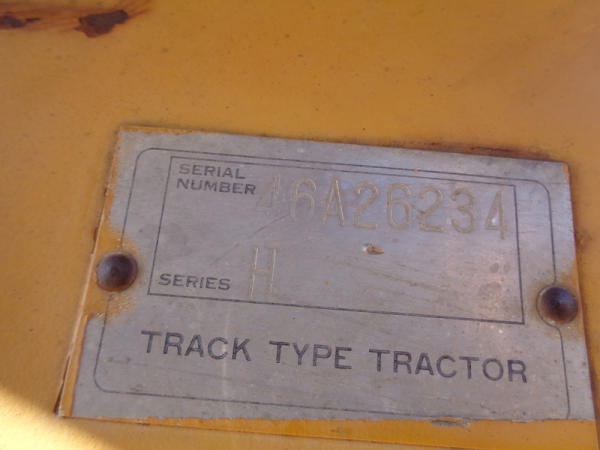 SERIAL
NUMBER 46A26234
SERIES H
TRACK TYPE TRACTOR